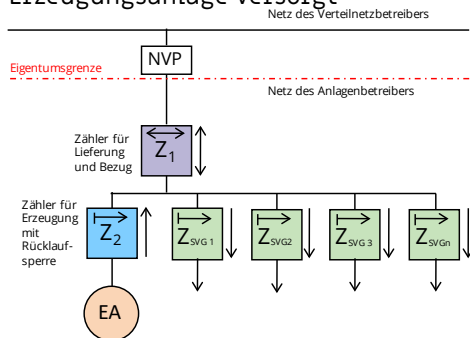 Erzeugungsanlage versorgt
Netz des Verteilnetzbetreibers
NVP
Eigentumsgrenze
Netz des Anlagenbetreibers
Zähler für
Lieferung
und Bezug
Z1
Zähler für
Erzeugung
mit
Rücklauf-
sperre
Z2
ZSVG 1
ZSVG2
ZSVG 3
ZSVGn
EA